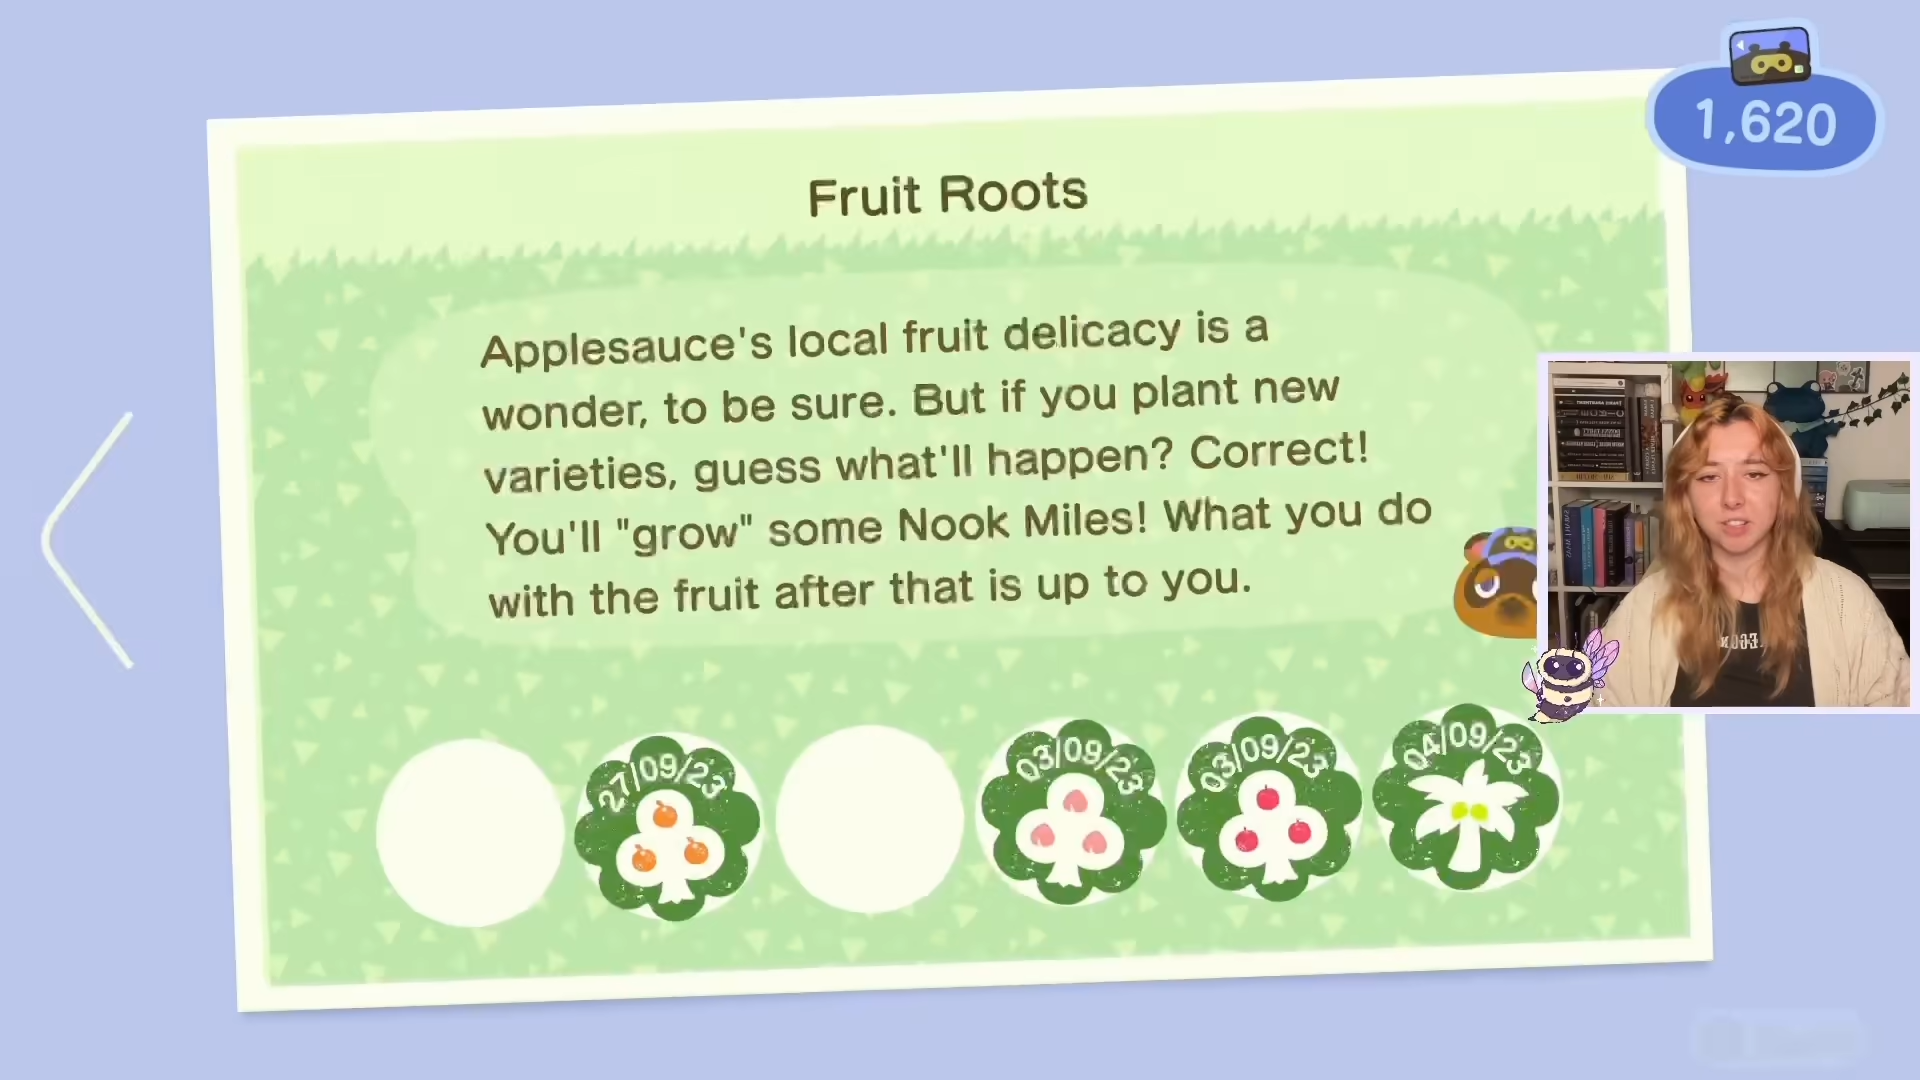 1,620
Fruit Roots
Applesauce's local fruit delicacy is a
wonder, to be sure. But if you plant new
varieties, guess what'll happen? Correct!
You'll "grow" some Nook Miles! What you do
with the fruit after that is up to you.
27/09/23
03/09/23
03/09/23
04/09/23